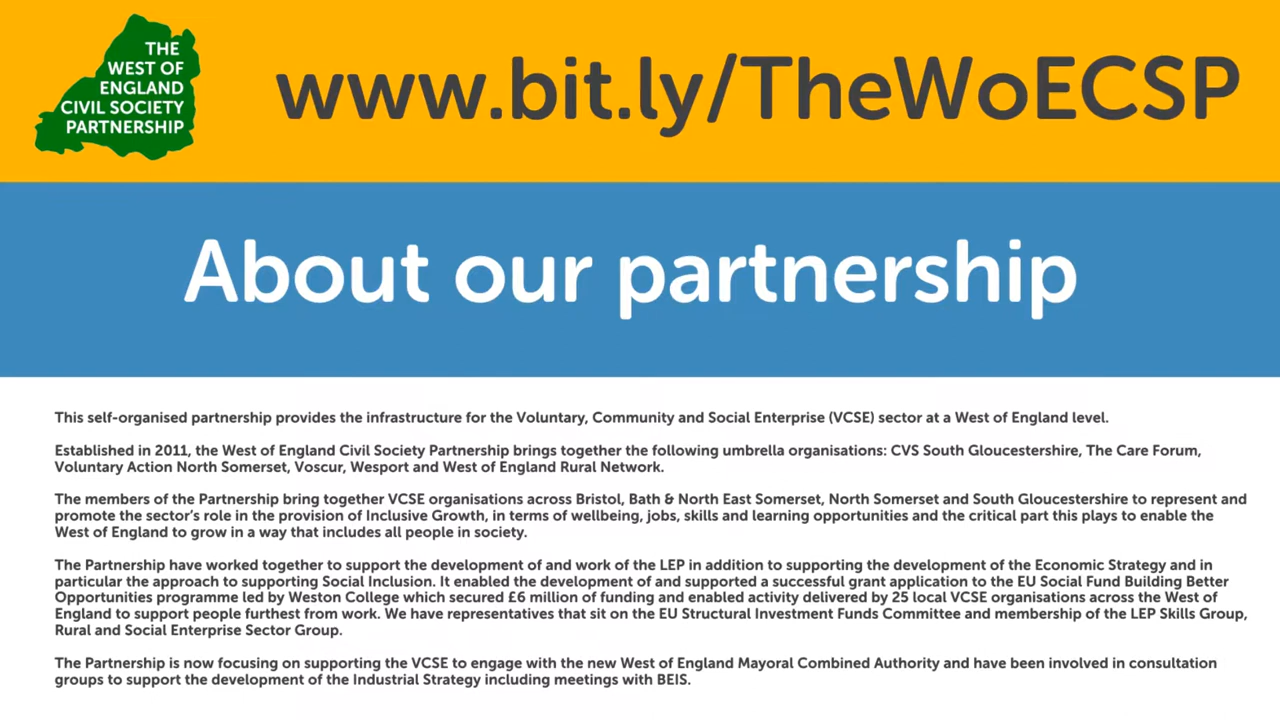 THE
WEST OF
ENGLAND
CIVIL SOCIETY
PARTNERSHIP
www.bit.ly/TheWoECSP
About our partnership
This self-organised partnership provides the infrastructure for the Voluntary, Community and Social Enterprise (VCSE) sector at a West of England level.
Established in 2011, the West of England Civil Society Partnership brings together the following umbrella organisations: CVS South Gloucestershire, The Care Forum,
Voluntary Action North Somerset, Voscur, Wesport and West of England Rural Network.
The members of the Partnership bring together VCSE organisations across Bristol, Bath & North East Somerset, North Somerset and South Gloucestershire to represent and
promote the sector's role in the provision of Inclusive Growth, in terms of wellbeing, jobs, skills and learning opportunities and the critical part this plays to enable the
West of England to grow in a way that includes all people in society.
The Partnership have worked together to support the development of and work of the LEP in addition to supporting the development of the Economic Strategy and in
particular the approach to supporting Social Inclusion. It enabled the development of and supported a successful grant application to the EU Social Fund Building Better
Opportunities programme led by Weston College which secured £6 million of funding and enabled activity delivered by 25 local VCSE organisations across the West of
England to support people furthest from work. We have representatives that sit on the EU Structural Investment Funds Committee and membership of the LEP Skills Group,
Rural and Social Enterprise Sector Group.
The Partnership is now focusing on supporting the VCSE to engage with the new West of England Mayoral Combined Authority and have been involved in consultation
groups to support the development of the Industrial Strategy including meetings with BEIS.